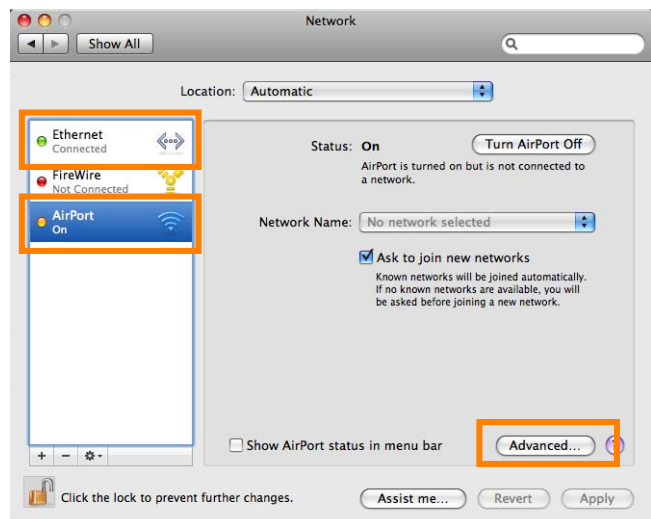 Network
Show All
Location: Automatic
Ethernet
Connected
FireWire
Not Connected
AirPort
On
Status: On
Turn AirPort Off
AirPort is turned on but is not connected to
a network.
Network Name: No network selected
Ask to join new networks
Known networks will be joined automatically.
If no known networks are available, you will
be asked before joining a new network.
Show AirPort status in menu bar
Advanced...
?
Click the lock to prevent further changes.
Assist me...
Revert
Apply